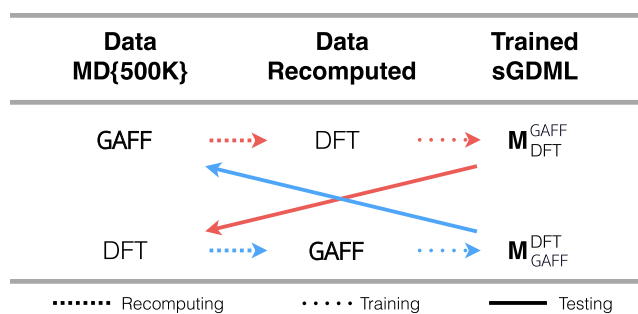 Data Data Trained
MD{500K} Recomputed sGDML
GAFF DFT M GAFF DFT
DFT GAFF M DFT GAFF
Recomputing Training Testing